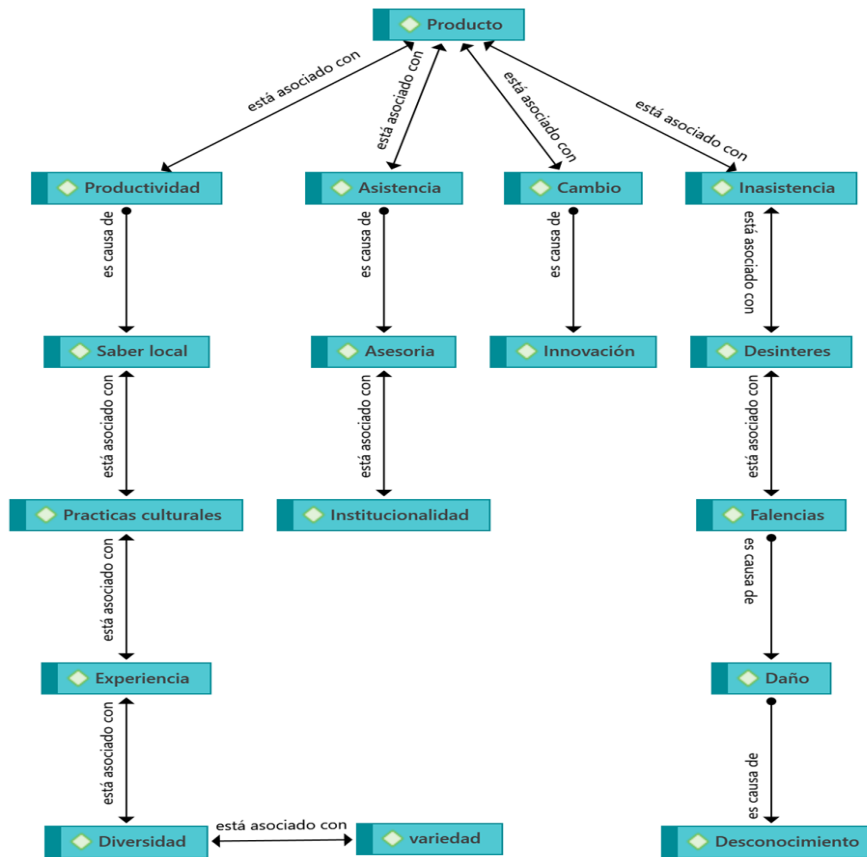 Producto
está asociado con
está asociado con
está asociado con
está asociado con
Productividad
Asistencia
Cambio
Inasistencia
es causa de
es causa de
es causa de
está asociado con
Saber local
Asesoria
Innovación
Desinteres
está asociado con
está asociado con
está asociado con
Practicas culturales
Institucionalidad
Falencias
está asociado con
es causa de
Experiencia
Daño
está asociado con
es causa de
Diversidad
está asociado con
variedad
Desconocimiento